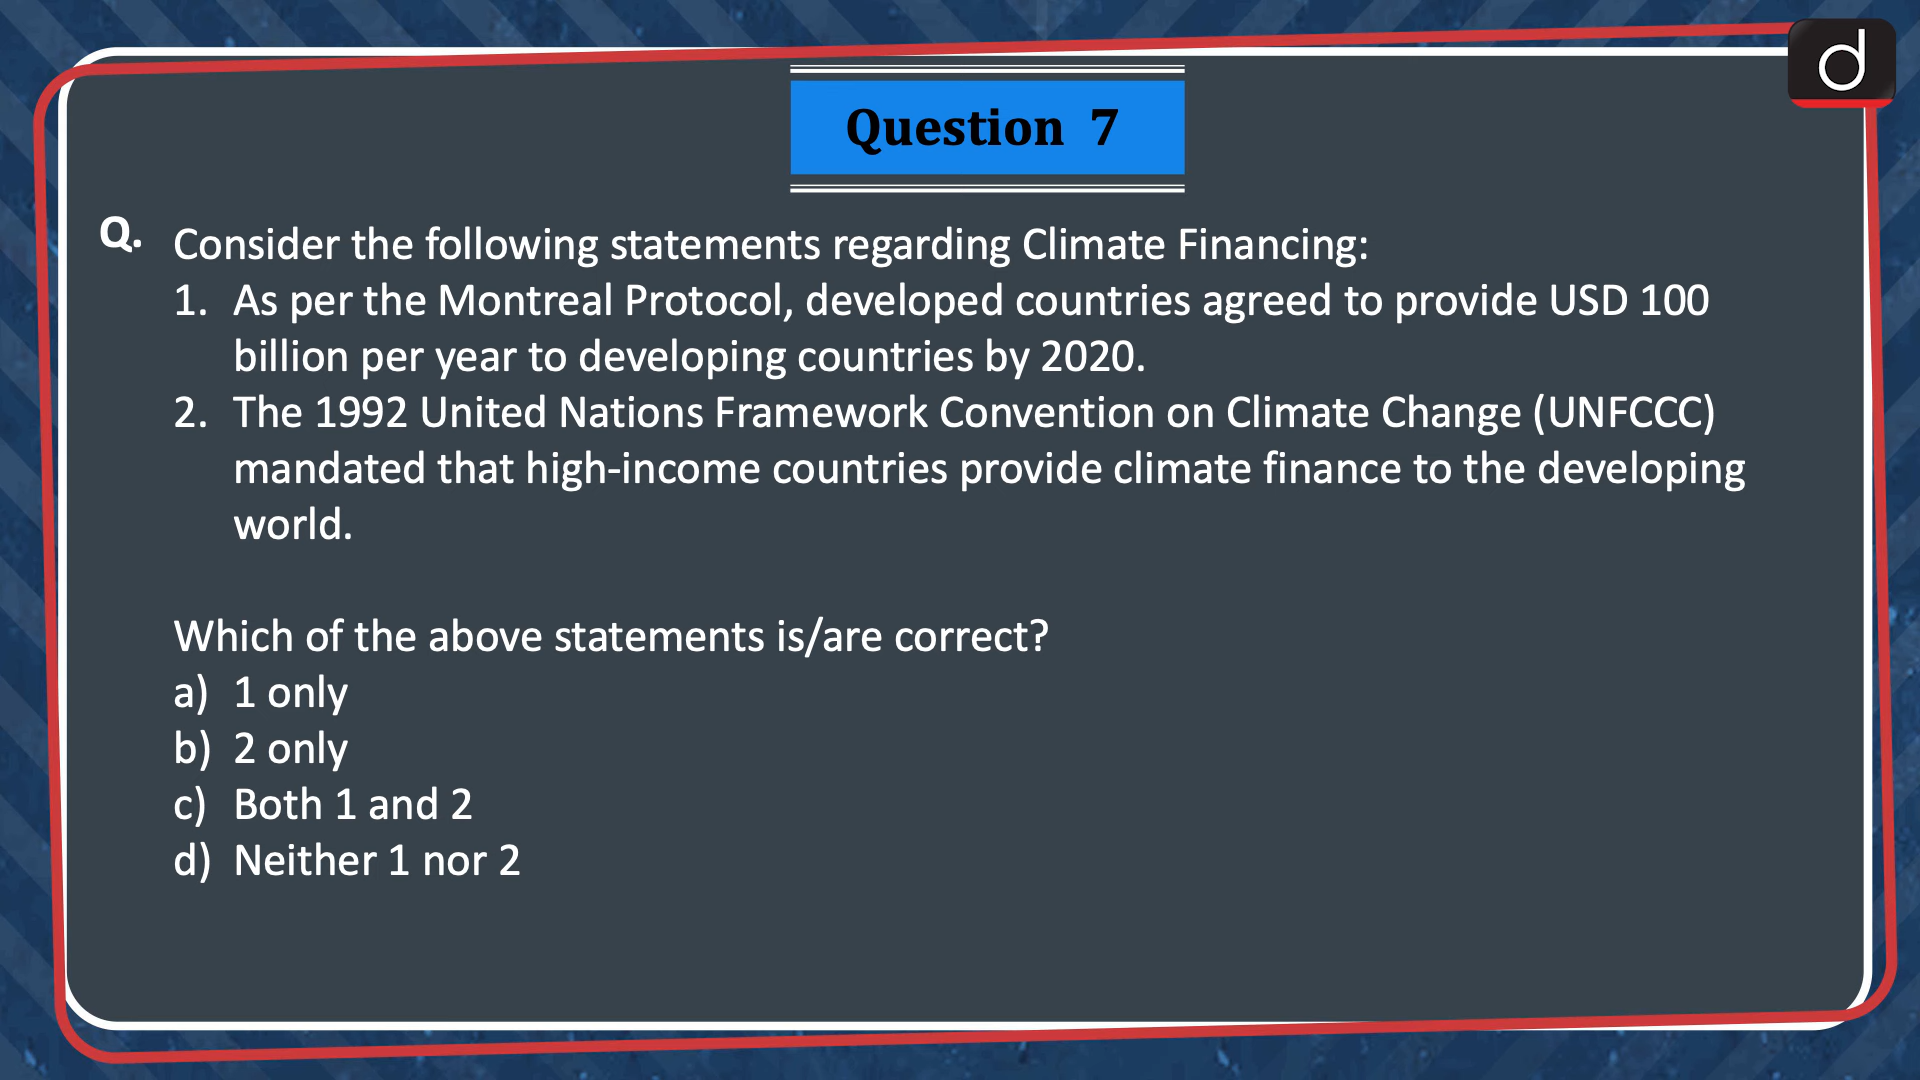 d
Question 7
Q. Consider the following statements regarding Climate Financing:
1. As per the Montreal Protocol, developed countries agreed to provide USD 100
billion per year to developing countries by 2020.
2. The 1992 United Nations Framework Convention on Climate Change (UNFCCC)
mandated that high-income countries provide climate finance to the developing
world.
Which of the above statements is/are correct?
a) 1 only
b) 2 only
c) Both 1 and 2
d) Neither 1 nor 2